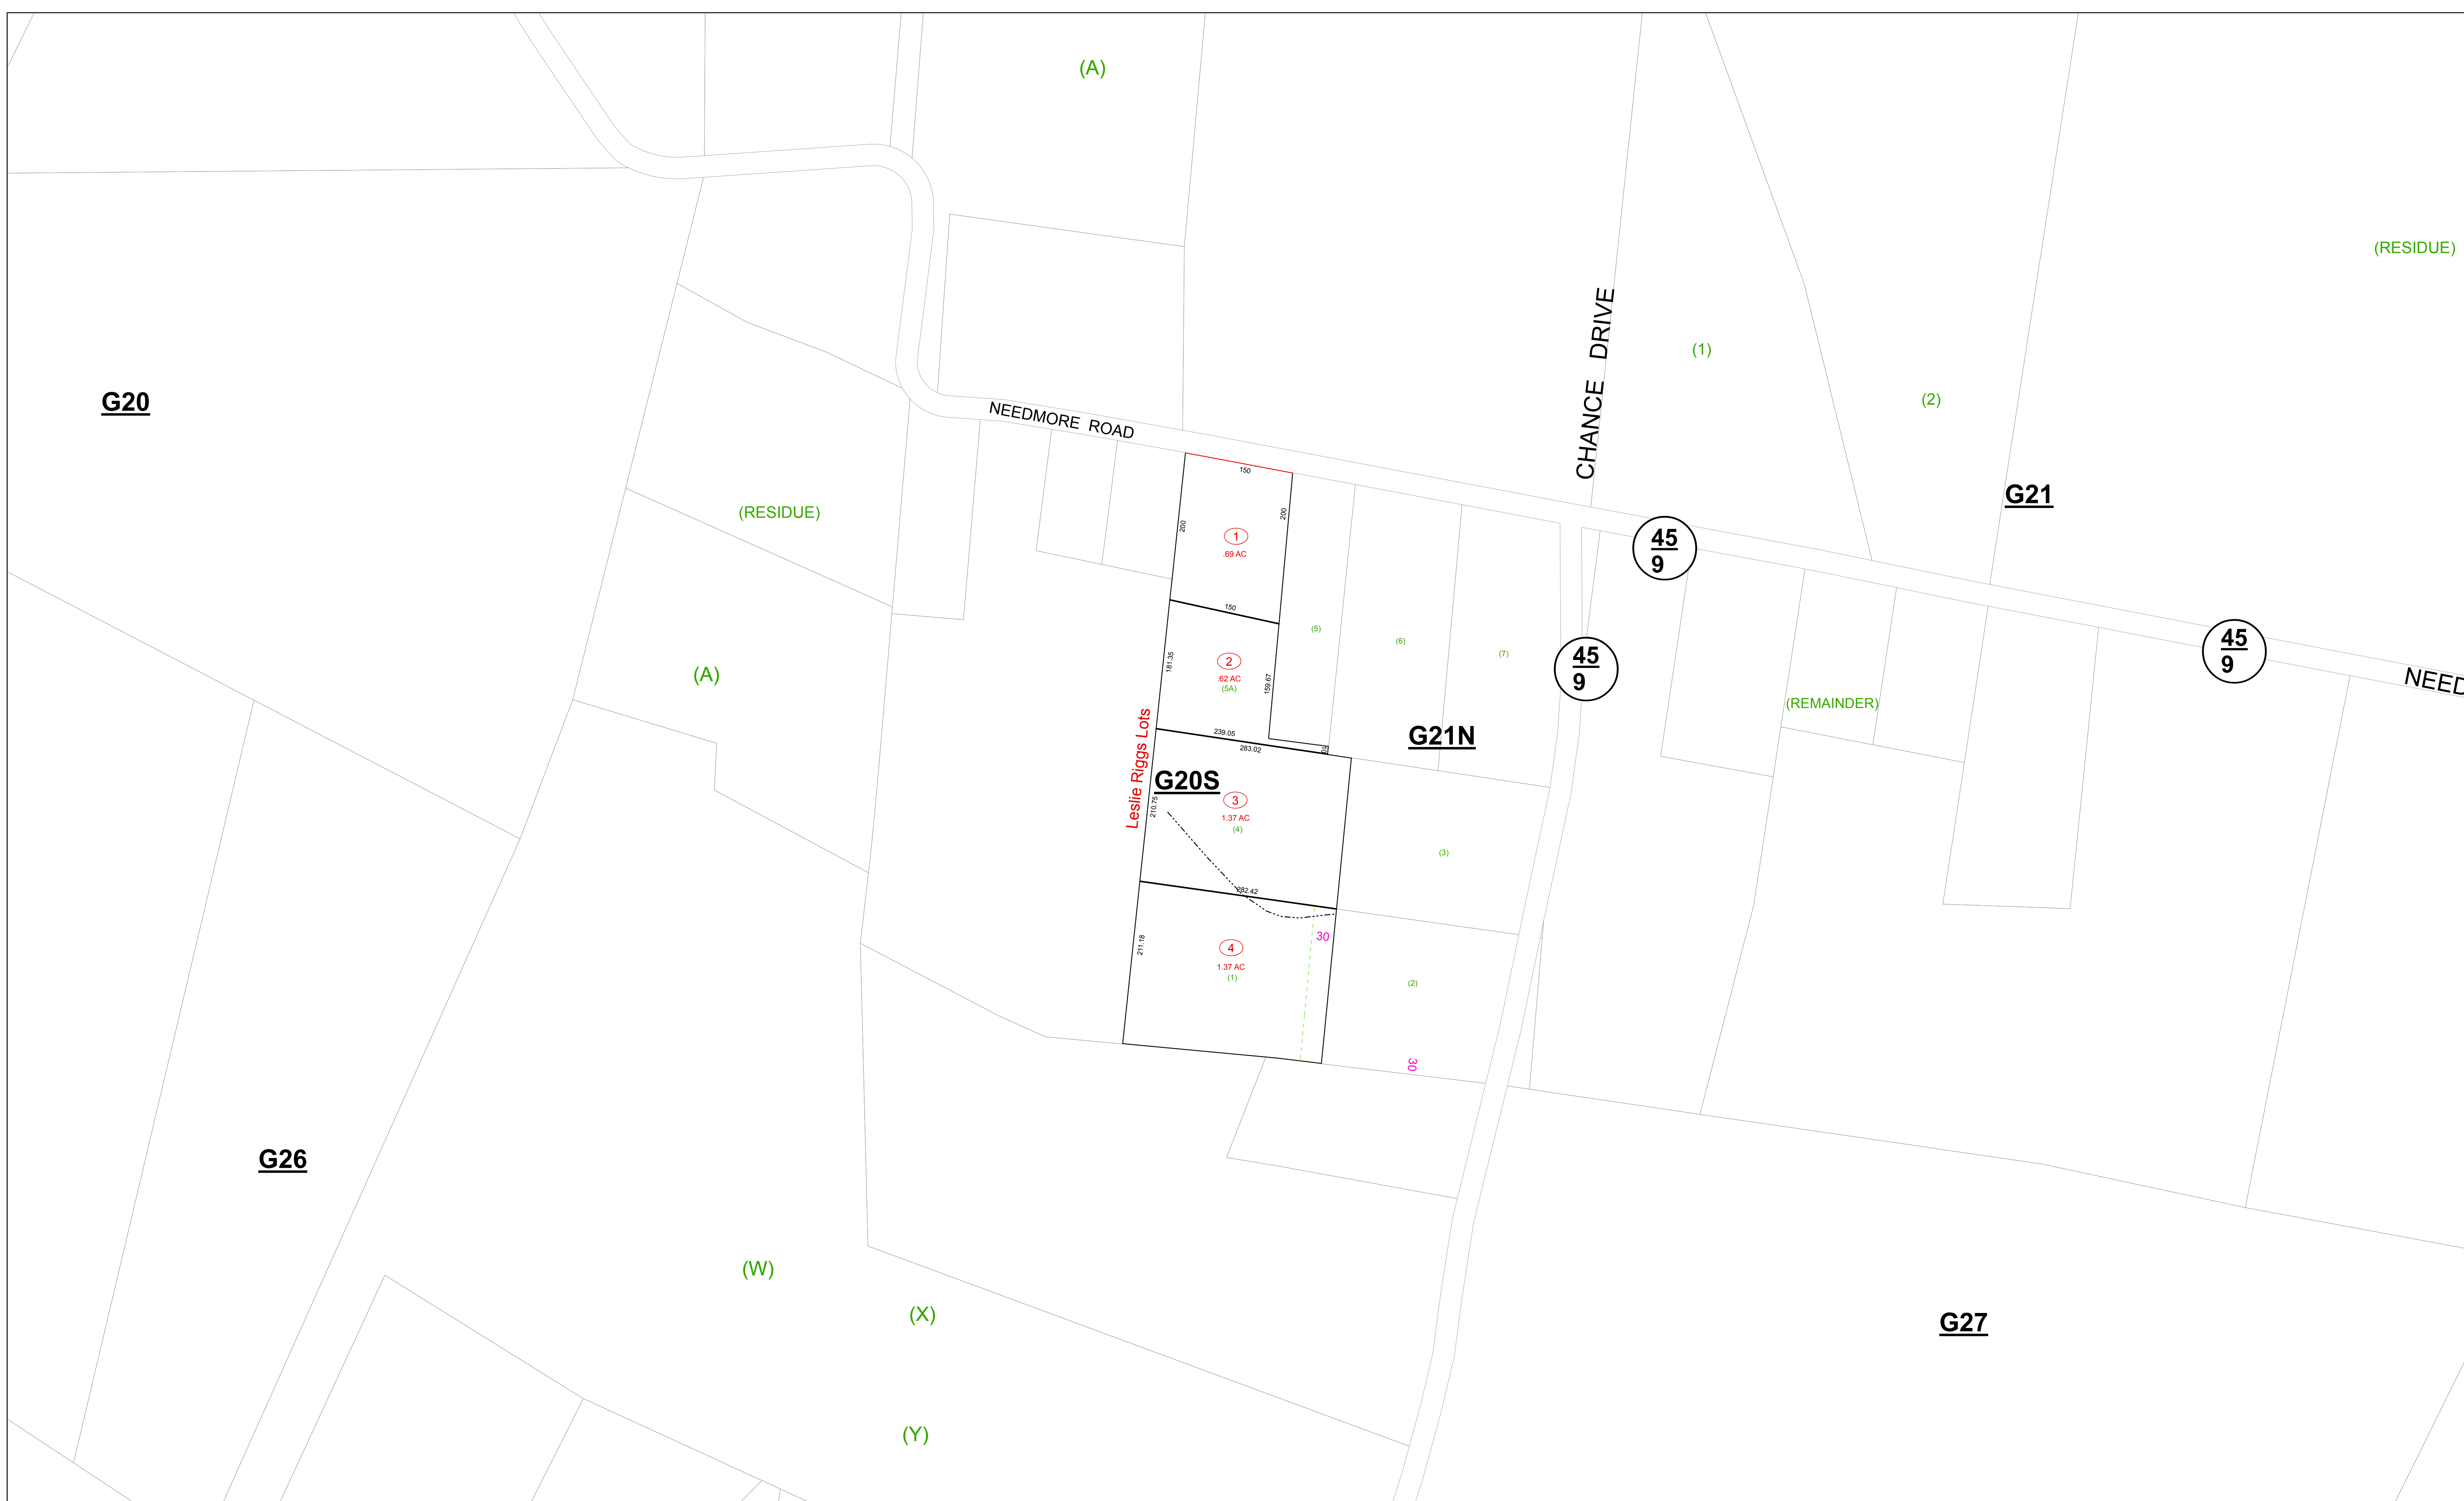 (A)
(RESIDUE)
CHANCE DRIVE
(1)
(2)
G20
NEEDMORE ROAD
150
G21
(RESIDUE)
200
200
1
.69 AC
45
9
150
(5)
(6)
(7)
45
9
45
9
181.35
2
.62 AC
(5A)
159.67
(A)
NEED
(REMAINDER)
239.05
283.02
G21N
Leslie Riggs Lots
G20S
210.75
3
1.37 AC
(4)
(3)
282.42
30
211.18
4
1.37 AC
(1)
(2)
30
G26
(W)
(X)
G27
(Y)